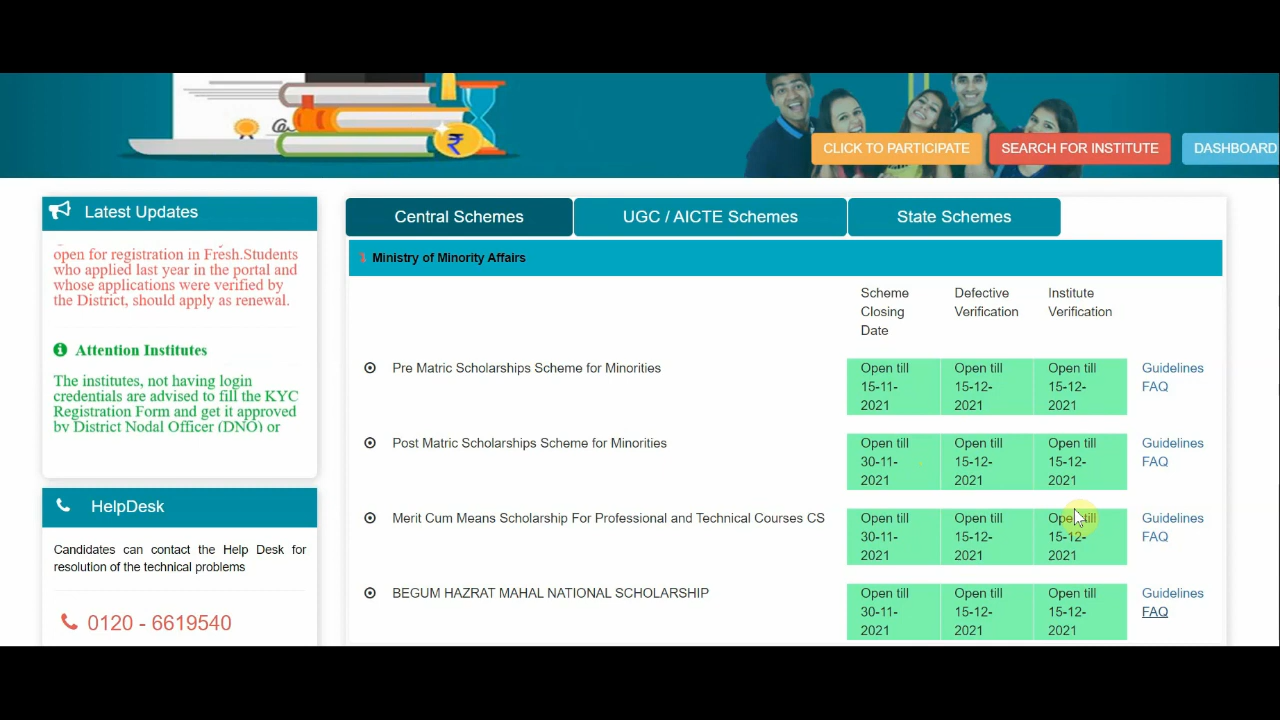 CLICK TO PARTICIPATE
SEARCH FOR INSTITUTE
DASHBOARD
Latest Updates
open for registration in Fresh.Students
who applied last year in the portal and
whose applications were verified by
the District, should apply as renewal.
Attention Institutes
The institutes, not having login
credentials are advised to fill the KYC
Registration Form and get it approved
by District Nodal Officer (DNO) or
HelpDesk
Candidates can contact the Help Desk for
resolution of the technical problems
0120 - 6619540
Central Schemes
UGC / AICTE Schemes
State Schemes
Ministry of Minority Affairs
Scheme Closing Date
Defective Verification
Institute Verification
Pre Matric Scholarships Scheme for Minorities
Open till 15-11-2021
Open till 15-12-2021
Open till 15-12-2021
Guidelines
FAQ
Post Matric Scholarships Scheme for Minorities
Open till 30-11-2021
Open till 15-12-2021
Open till 15-12-2021
Guidelines
FAQ
Merit Cum Means Scholarship For Professional and Technical Courses CS
Open till 30-11-2021
Open till 15-12-2021
Open till 15-12-2021
Guidelines
FAQ
BEGUM HAZRAT MAHAL NATIONAL SCHOLARSHIP
Open till 30-11-2021
Open till 15-12-2021
Open till 15-12-2021
Guidelines
FAQ